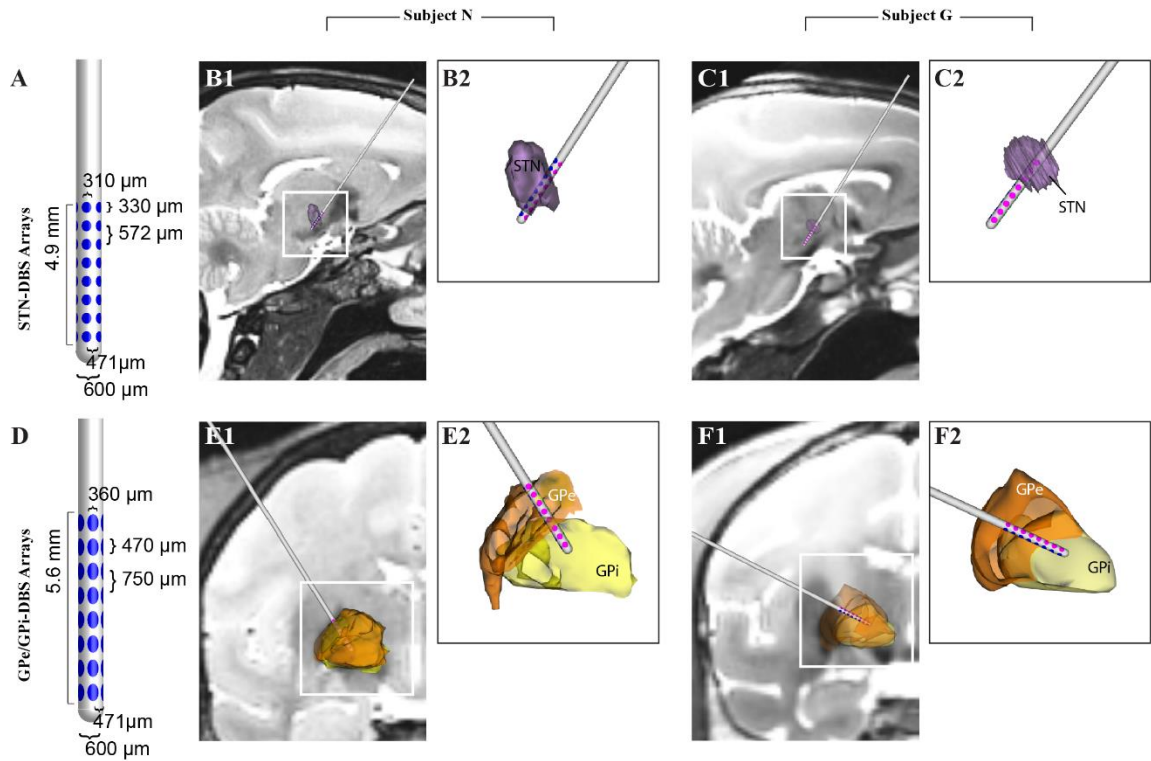 Subject N
Subject G
A
STN-DBS Arrays
4.9 mm
310 μm
330 μm
572 μm
471μm
600 μm
B1
B2
STN
C1
C2
STN
D
GPe/GPi-DBS Arrays
5.6 mm
360 μm
470 μm
750 μm
471μm
600 μm
E1
E2
GPe
GPi
F1
F2
GPe
GPi